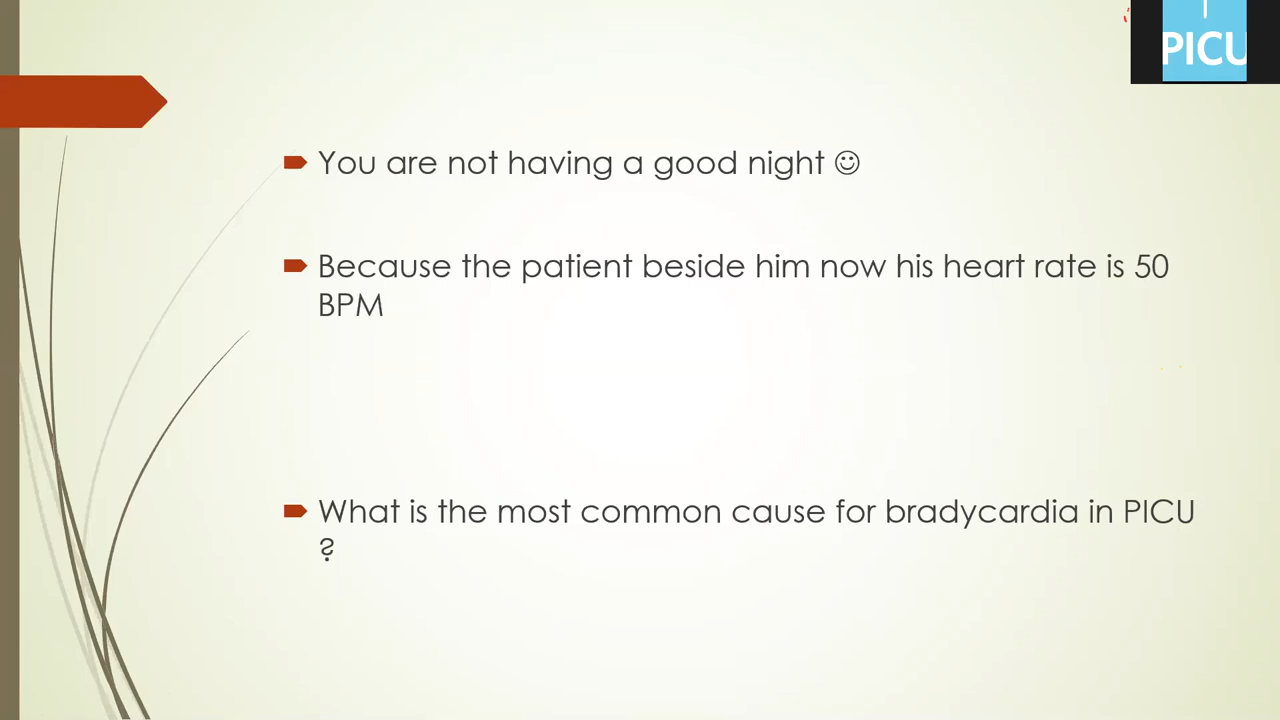 PICU
You are not having a good night ☺
Because the patient beside him now his heart rate is 50
BPM
What is the most common cause for bradycardia in PICU
?